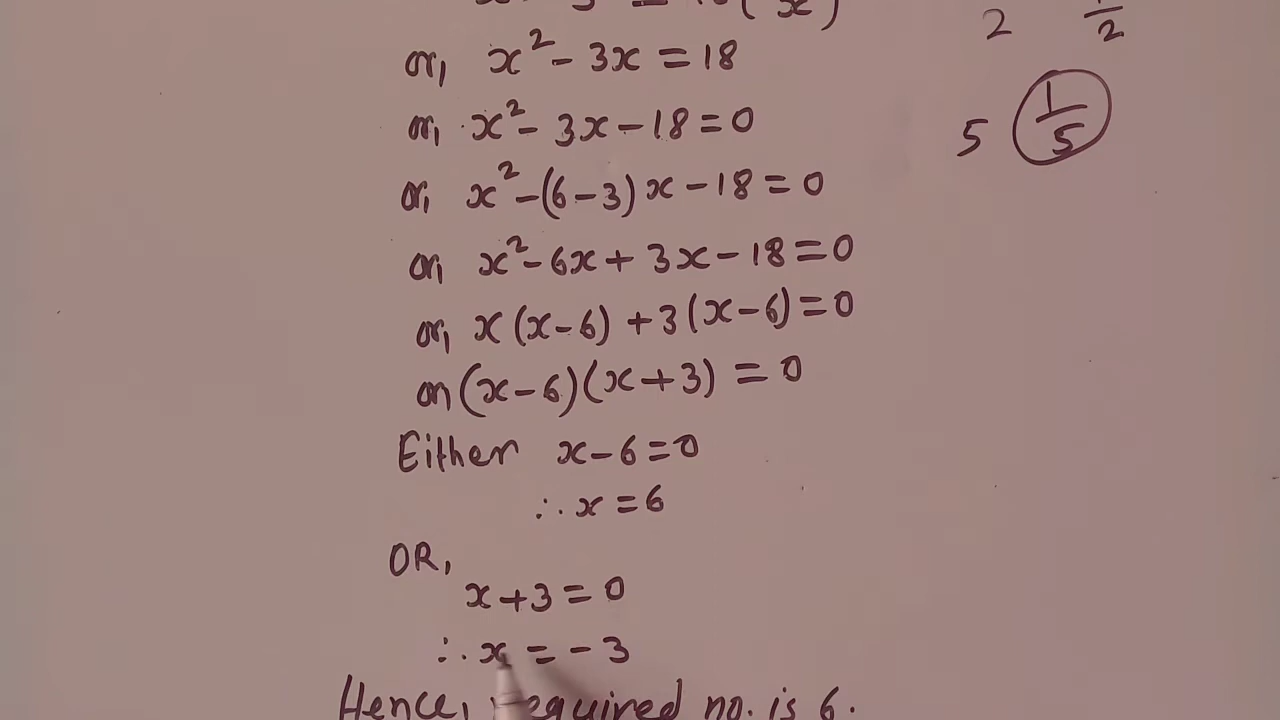 or, x² - 3x = 18
or, x² - 3x - 18 = 0
or, x² - (6 - 3) x - 18 = 0
or, x² - 6x + 3x - 18 = 0
or, x (x - 6) + 3 (x - 6) = 0
or (x - 6) (x + 3) = 0
Either x - 6 = 0
∴ x = 6
OR,
x + 3 = 0
∴ x = - 3
Hence, required no. is 6.
2 1/2
5 1/5